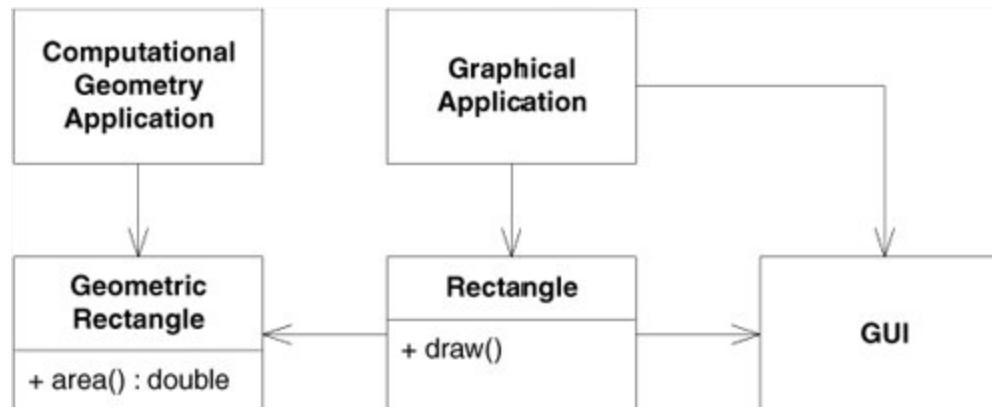 Computational
Geometry
Application
Graphical
Application
Geometric
Rectangle
+ area() : double
Rectangle
+ draw()
GUI